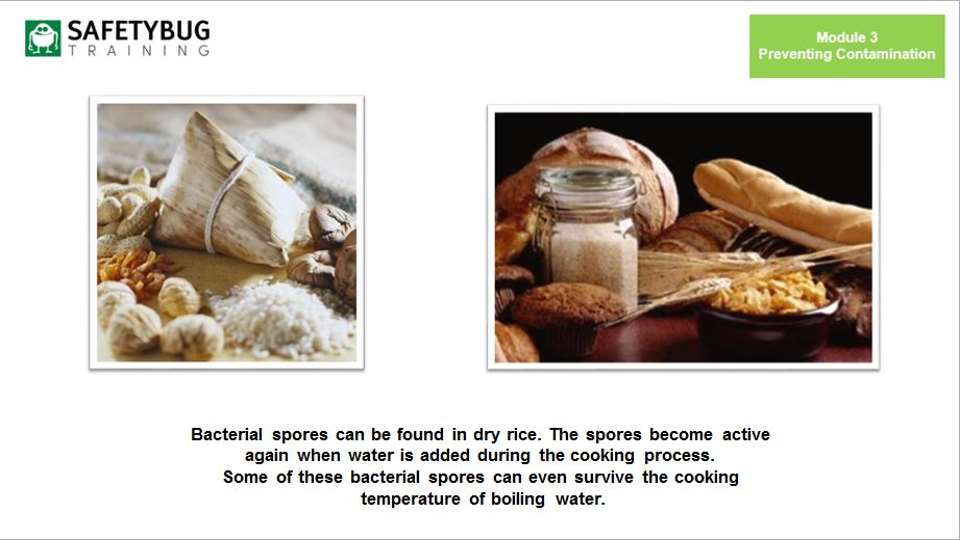 SAFETYBUG
TRAINING
Module 3
Preventing Contamination
Bacterial spores can be found in dry rice. The spores become active
again when water is added during the cooking process.
Some of these bacterial spores can even survive the cooking
temperature of boiling water.